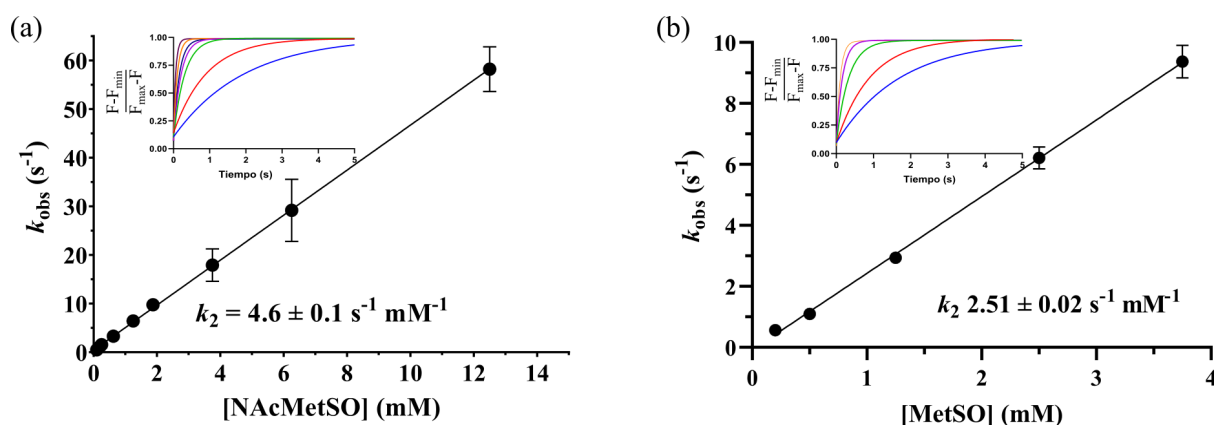 (a)
60
50
40
30
20
10
0
k_obs (s⁻¹)
0 2 4 6 8 10 12 14
[NAcMetSO] (mM)
k₂ = 4.6 ± 0.1 s⁻¹ mM⁻¹
1.00
0.75
0.50
0.25
0.00
F-F_min
F_max-F
0 1 2 3 4 5
Tiempo (s)
(b)
10
8
6
4
2
0
k_obs (s⁻¹)
0 1 2 3 4
[MetSO] (mM)
k₂ 2.51 ± 0.02 s⁻¹ mM⁻¹
1.00
0.75
0.50
0.25
0.00
F-F_min
F_max-F
0 1 2 3 4 5
Tiempo (s)